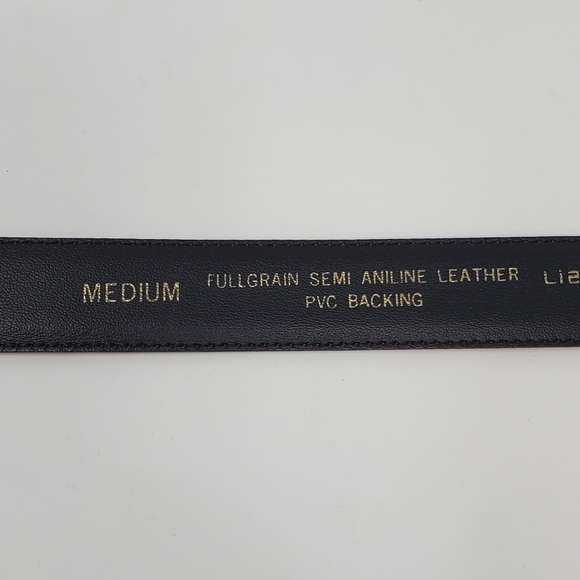 MEDIUM
FULLGRAIN SEMI ANILINE LEATHER
PVC BACKING